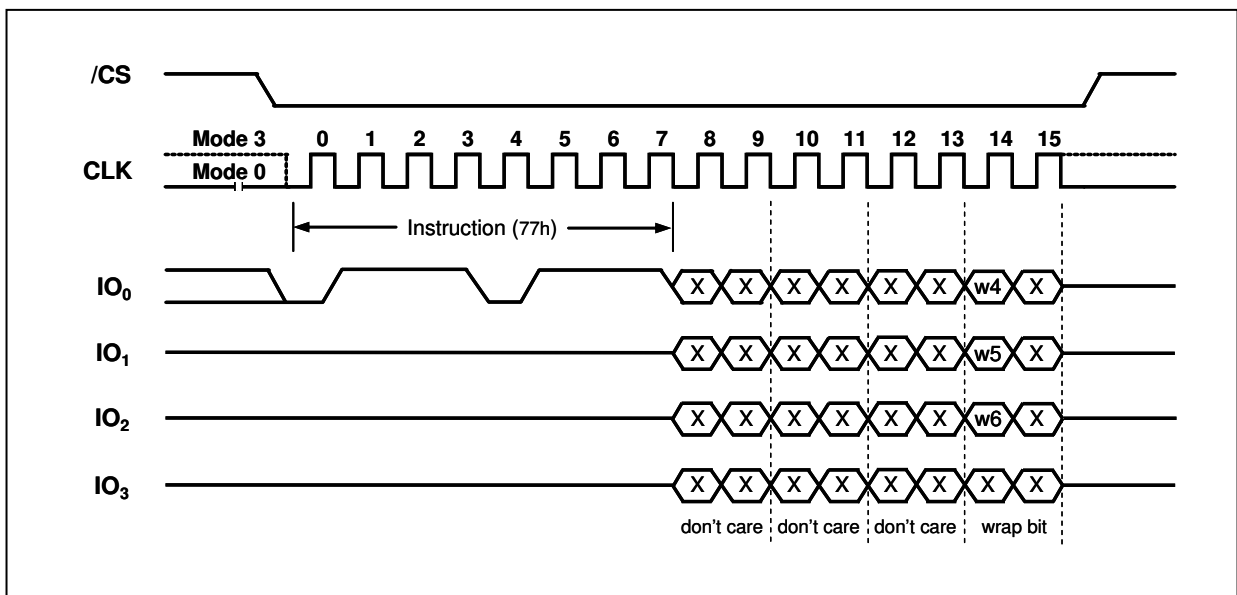 /CS
Mode 3 0 1 2 3 4 5 6 7 8 9 10 11 12 13 14 15
CLK Mode 0
Instruction (77h)
IO0 X X X X X X w4 X
IO1 X X X X X X w5 X
IO2 X X X X X X w6 X
IO3 X X X X X X X X
don't care don't care don't care wrap bit